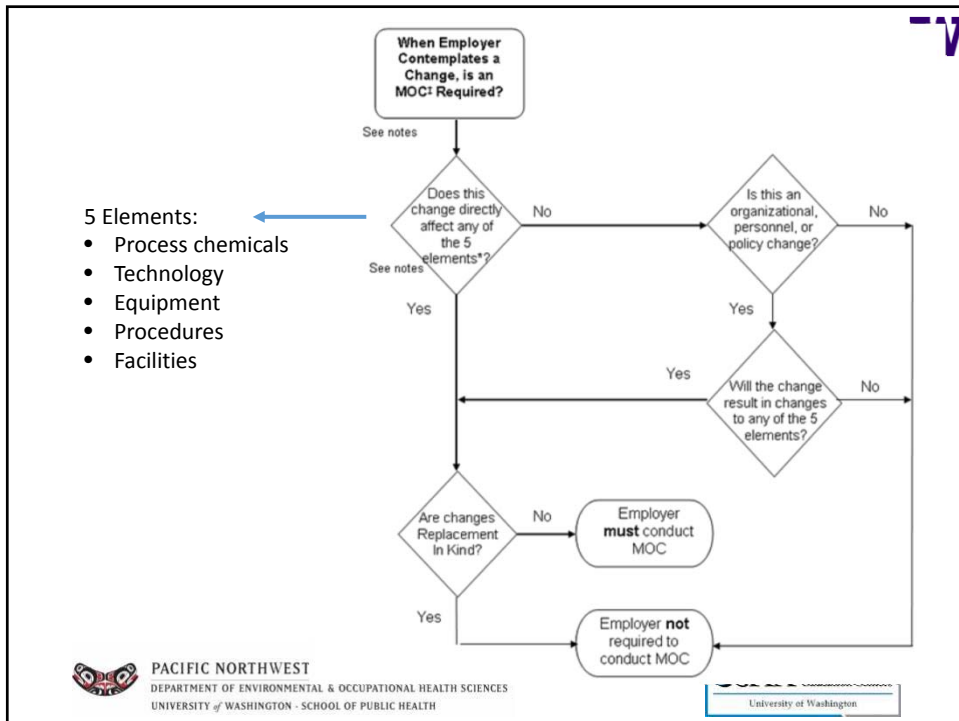 When Employer
Contemplates a
Change, is an
MOC‡ Required?
See notes
Does this
change directly
affect any of
the 5
elements*?
See notes
No
Is this an
organizational,
personnel, or
policy change?
No
5 Elements:
• Process chemicals
• Technology
• Equipment
• Procedures
• Facilities
Yes
Yes
Yes
Will the change
result in changes
to any of the 5
elements?
No
Are changes
Replacement
In Kind?
No
Employer
must conduct
MOC
Yes
Employer not
required to
conduct MOC
PACIFIC NORTHWEST
DEPARTMENT OF ENVIRONMENTAL & OCCUPATIONAL HEALTH SCIENCES
UNIVERSITY of WASHINGTON - SCHOOL OF PUBLIC HEALTH
University of Washington